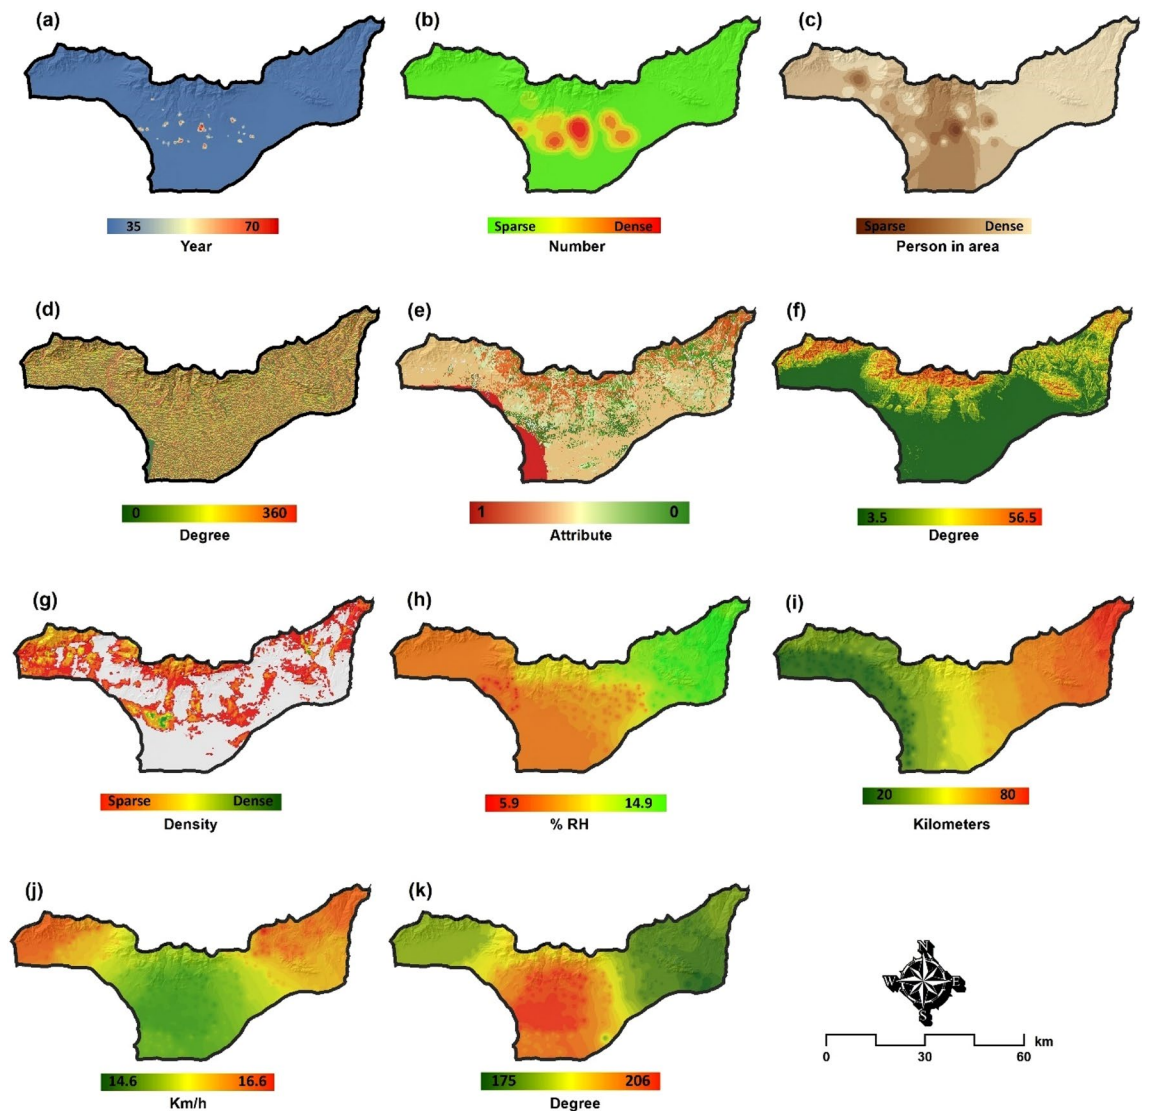 (a)
(b)
(c)
35 70
Year
Sparse Dense
Number
Sparse Dense
Person in area
(d)
(e)
(f)
0 360
Degree
1 0
Attribute
3.5 56.5
Degree
(g)
(h)
(i)
Sparse Dense
Density
5.9 14.9
% RH
20 80
Kilometers
(j)
(k)
14.6 16.6
Km/h
175 206
Degree
N
W E
S
km
0 30 60